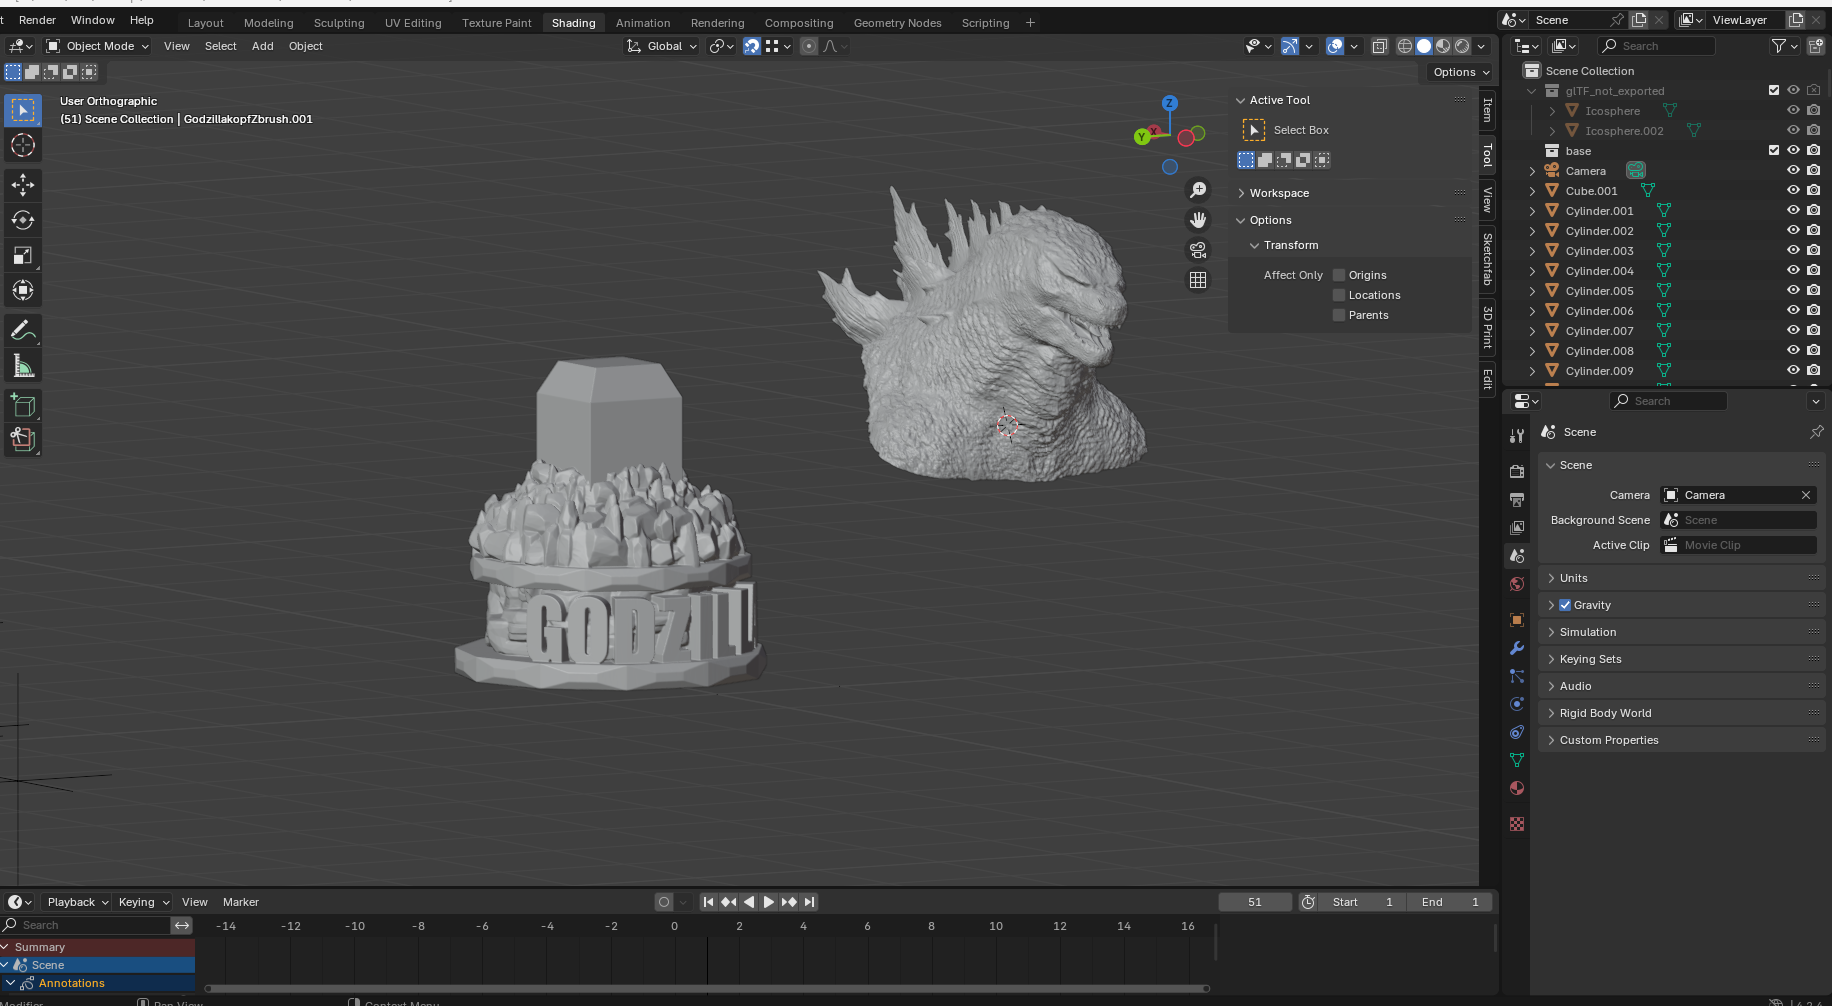 Render Window Help
Layout Modeling Sculpting UV Editing Texture Paint Shading Animation Rendering Compositing Geometry Nodes Scripting +
Scene
ViewLayer
Object Mode View Select Add Object
Global
Search
Options
User Orthographic
(51) Scene Collection | GodzillakopfZbrush.001
Z
Y
X
Active Tool
Select Box
Workspace
Options
Transform
Affect Only Origins
Locations
Parents
Item
Tool
View
Sketchfab
3D Print
Edit
GODZILL
Scene Collection
glTF_not_exported
Icosphere
Icosphere.002
base
Camera
Cube.001
Cylinder.001
Cylinder.002
Cylinder.003
Cylinder.004
Cylinder.005
Cylinder.006
Cylinder.007
Cylinder.008
Cylinder.009
Search
Scene
Scene
Camera Camera
Background Scene Scene
Active Clip Movie Clip
Units
Gravity
Simulation
Keying Sets
Audio
Rigid Body World
Custom Properties
Playback Keying View Marker
51 Start 1 End 1
Search
-14 -12 -10 -8 -6 -4 -2 0 2 4 6 8 10 12 14 16
Summary
Scene
Annotations